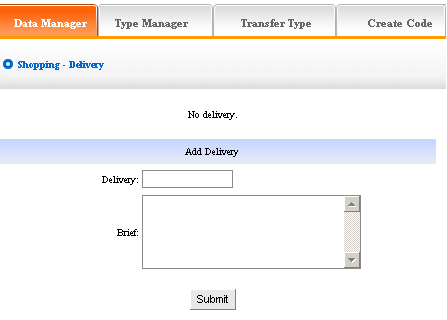 Data Manager Type Manager Transfer Type Create Code
Shopping - Delivery
No delivery.
Add Delivery
Delivery:
Brief:
Submit